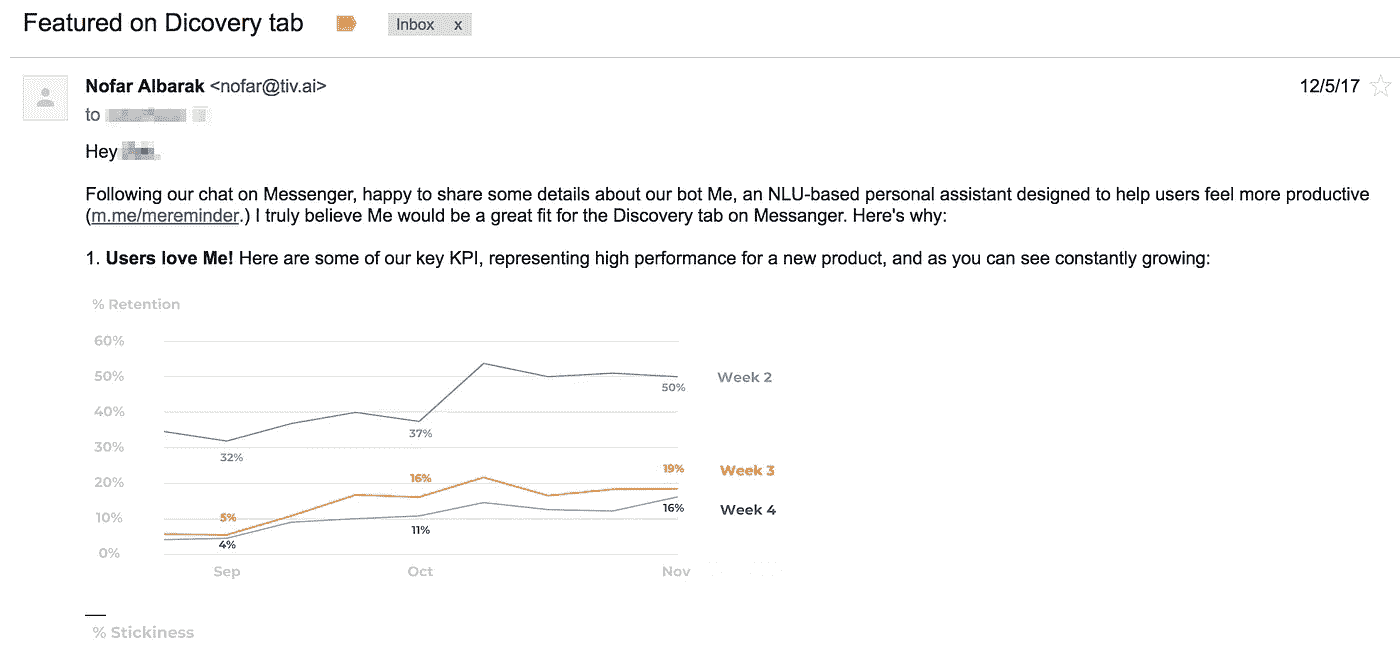 Featured on Dicovery tab
Inbox x
Nofar Albarak <nofar@tiv.ai>
12/5/17
to
Hey
Following our chat on Messenger, happy to share some details about our bot Me, an NLU-based personal assistant designed to help users feel more productive
(m.me/mereminder.) I truly believe Me would be a great fit for the Discovery tab on Messanger. Here's why:
1. Users love Me! Here are some of our key KPI, representing high performance for a new product, and as you can see constantly growing:
% Retention
60%
50%
Week 2
50%
40%
37%
30%
32%
20%
19%
Week 3
16%
10%
5%
16%
Week 4
11%
4%
0%
Sep
Oct
Nov
% Stickiness